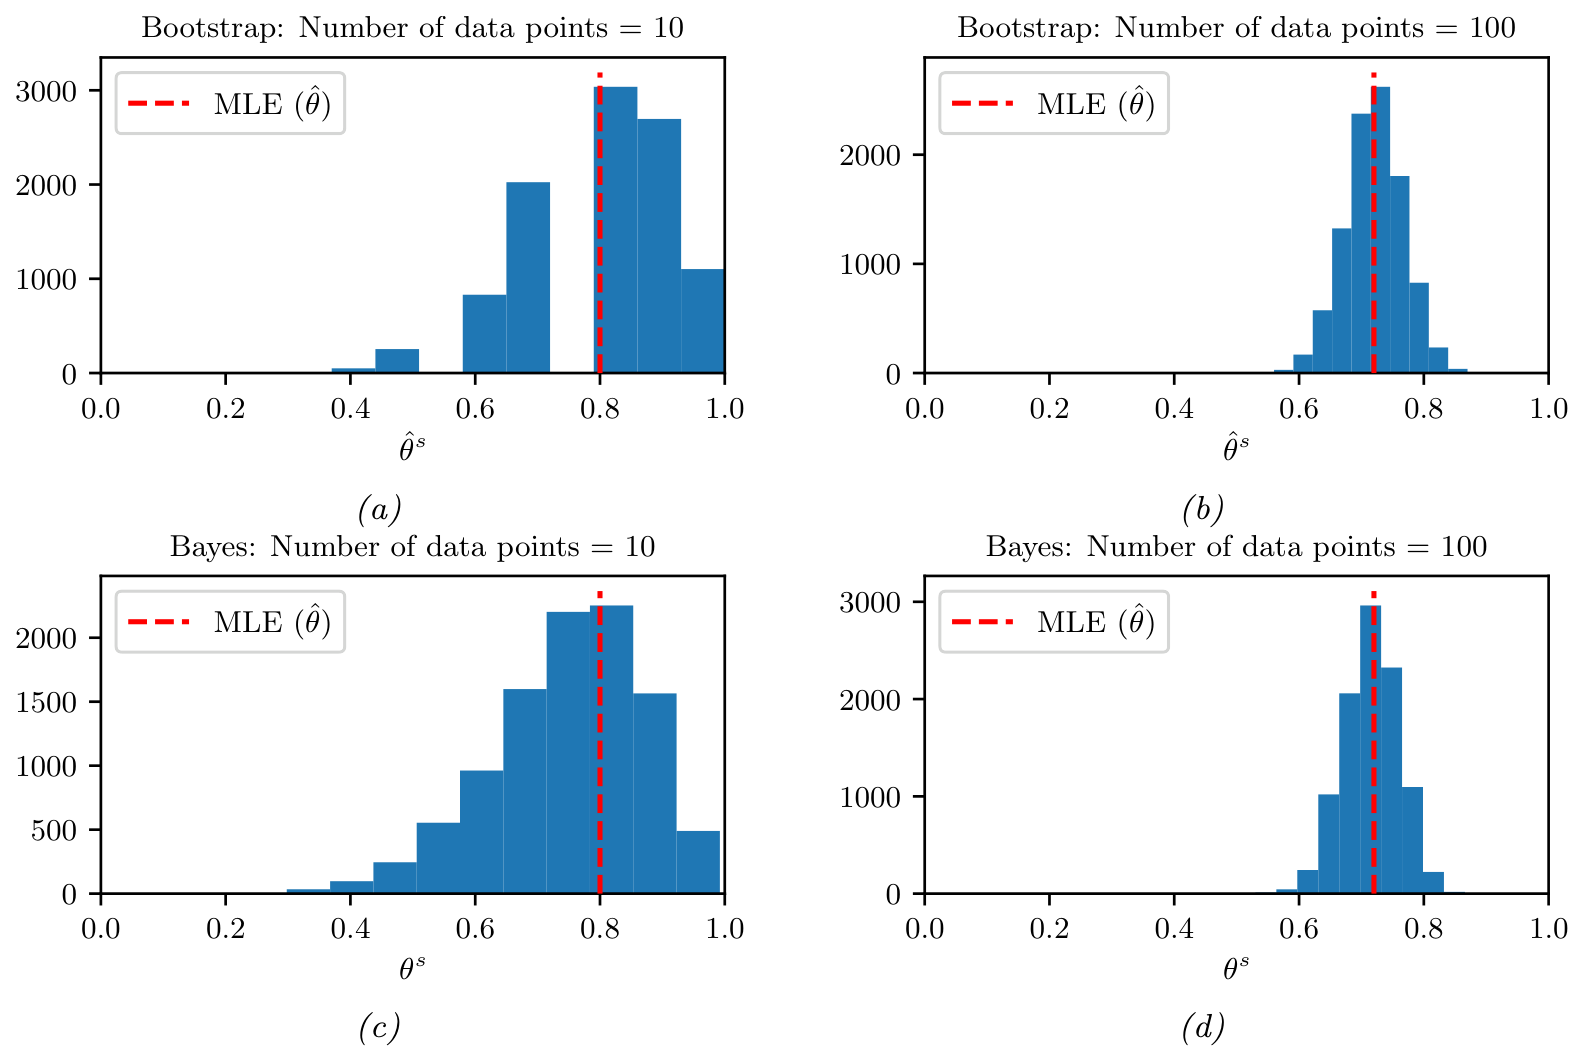 Bootstrap: Number of data points = 10
MLE (θ̂)
3000
2000
1000
0
0.0 0.2 0.4 0.6 0.8 1.0
θ̂ˢ
(a)
Bootstrap: Number of data points = 100
MLE (θ̂)
2000
1000
0
0.0 0.2 0.4 0.6 0.8 1.0
θ̂ˢ
(b)
Bayes: Number of data points = 10
MLE (θ̂)
2000
1500
1000
500
0
0.0 0.2 0.4 0.6 0.8 1.0
θˢ
(c)
Bayes: Number of data points = 100
MLE (θ̂)
3000
2000
1000
0
0.0 0.2 0.4 0.6 0.8 1.0
θˢ
(d)